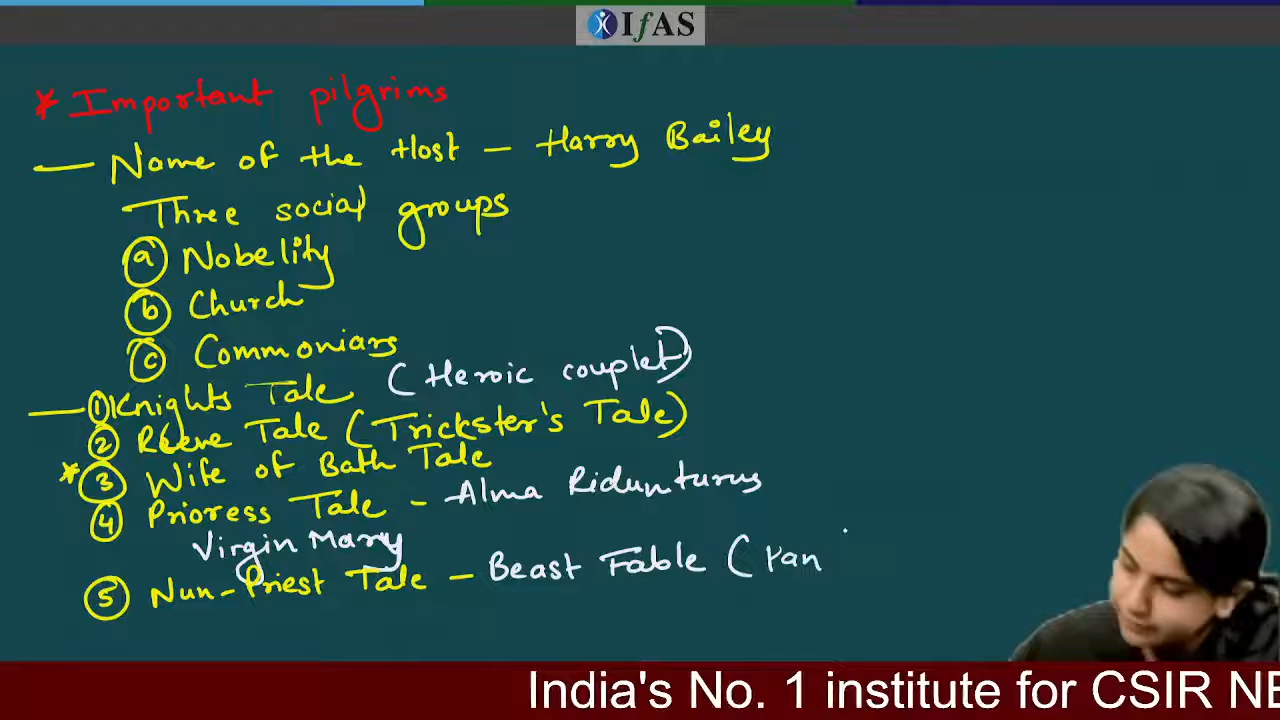 IfAS
* Important pilgrims
— Name of the Host - Harry Bailey
Three social groups
a Nobelity
b Church
c Commoniars
— 1 Knights Tale (Heroic couplet)
2 Reeve Tale (Trickster's Tale)
* 3 Wife of Bath Tale
4 Prioress Tale - Alma Ridunturus
Virgin Mary
5 Nun-Priest Tale - Beast Fable (
India's No. 1 institute for CSIR NE